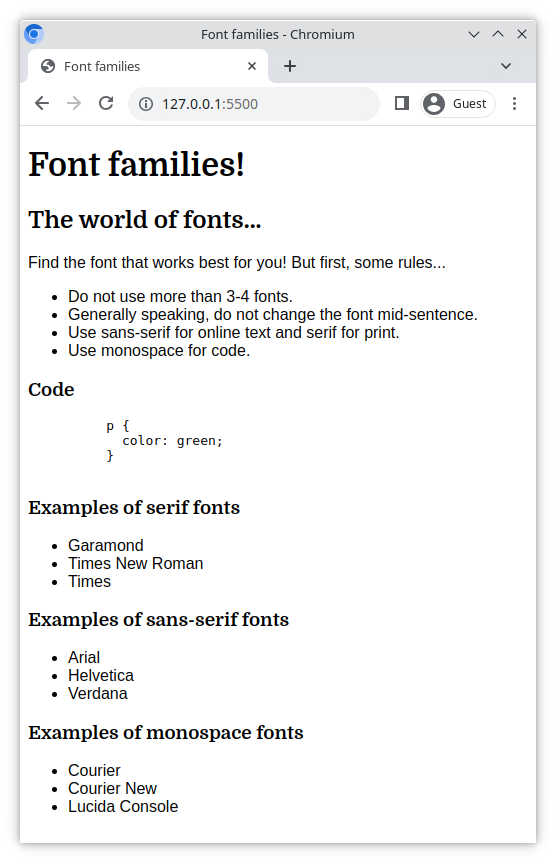 Font families - Chromium
Font families
127.0.0.1:5500
Guest
Font families!
The world of fonts...
Find the font that works best for you! But first, some rules...
Do not use more than 3-4 fonts.
Generally speaking, do not change the font mid-sentence.
Use sans-serif for online text and serif for print.
Use monospace for code.
Code
p {
  color: green;
}
Examples of serif fonts
Garamond
Times New Roman
Times
Examples of sans-serif fonts
Arial
Helvetica
Verdana
Examples of monospace fonts
Courier
Courier New
Lucida Console